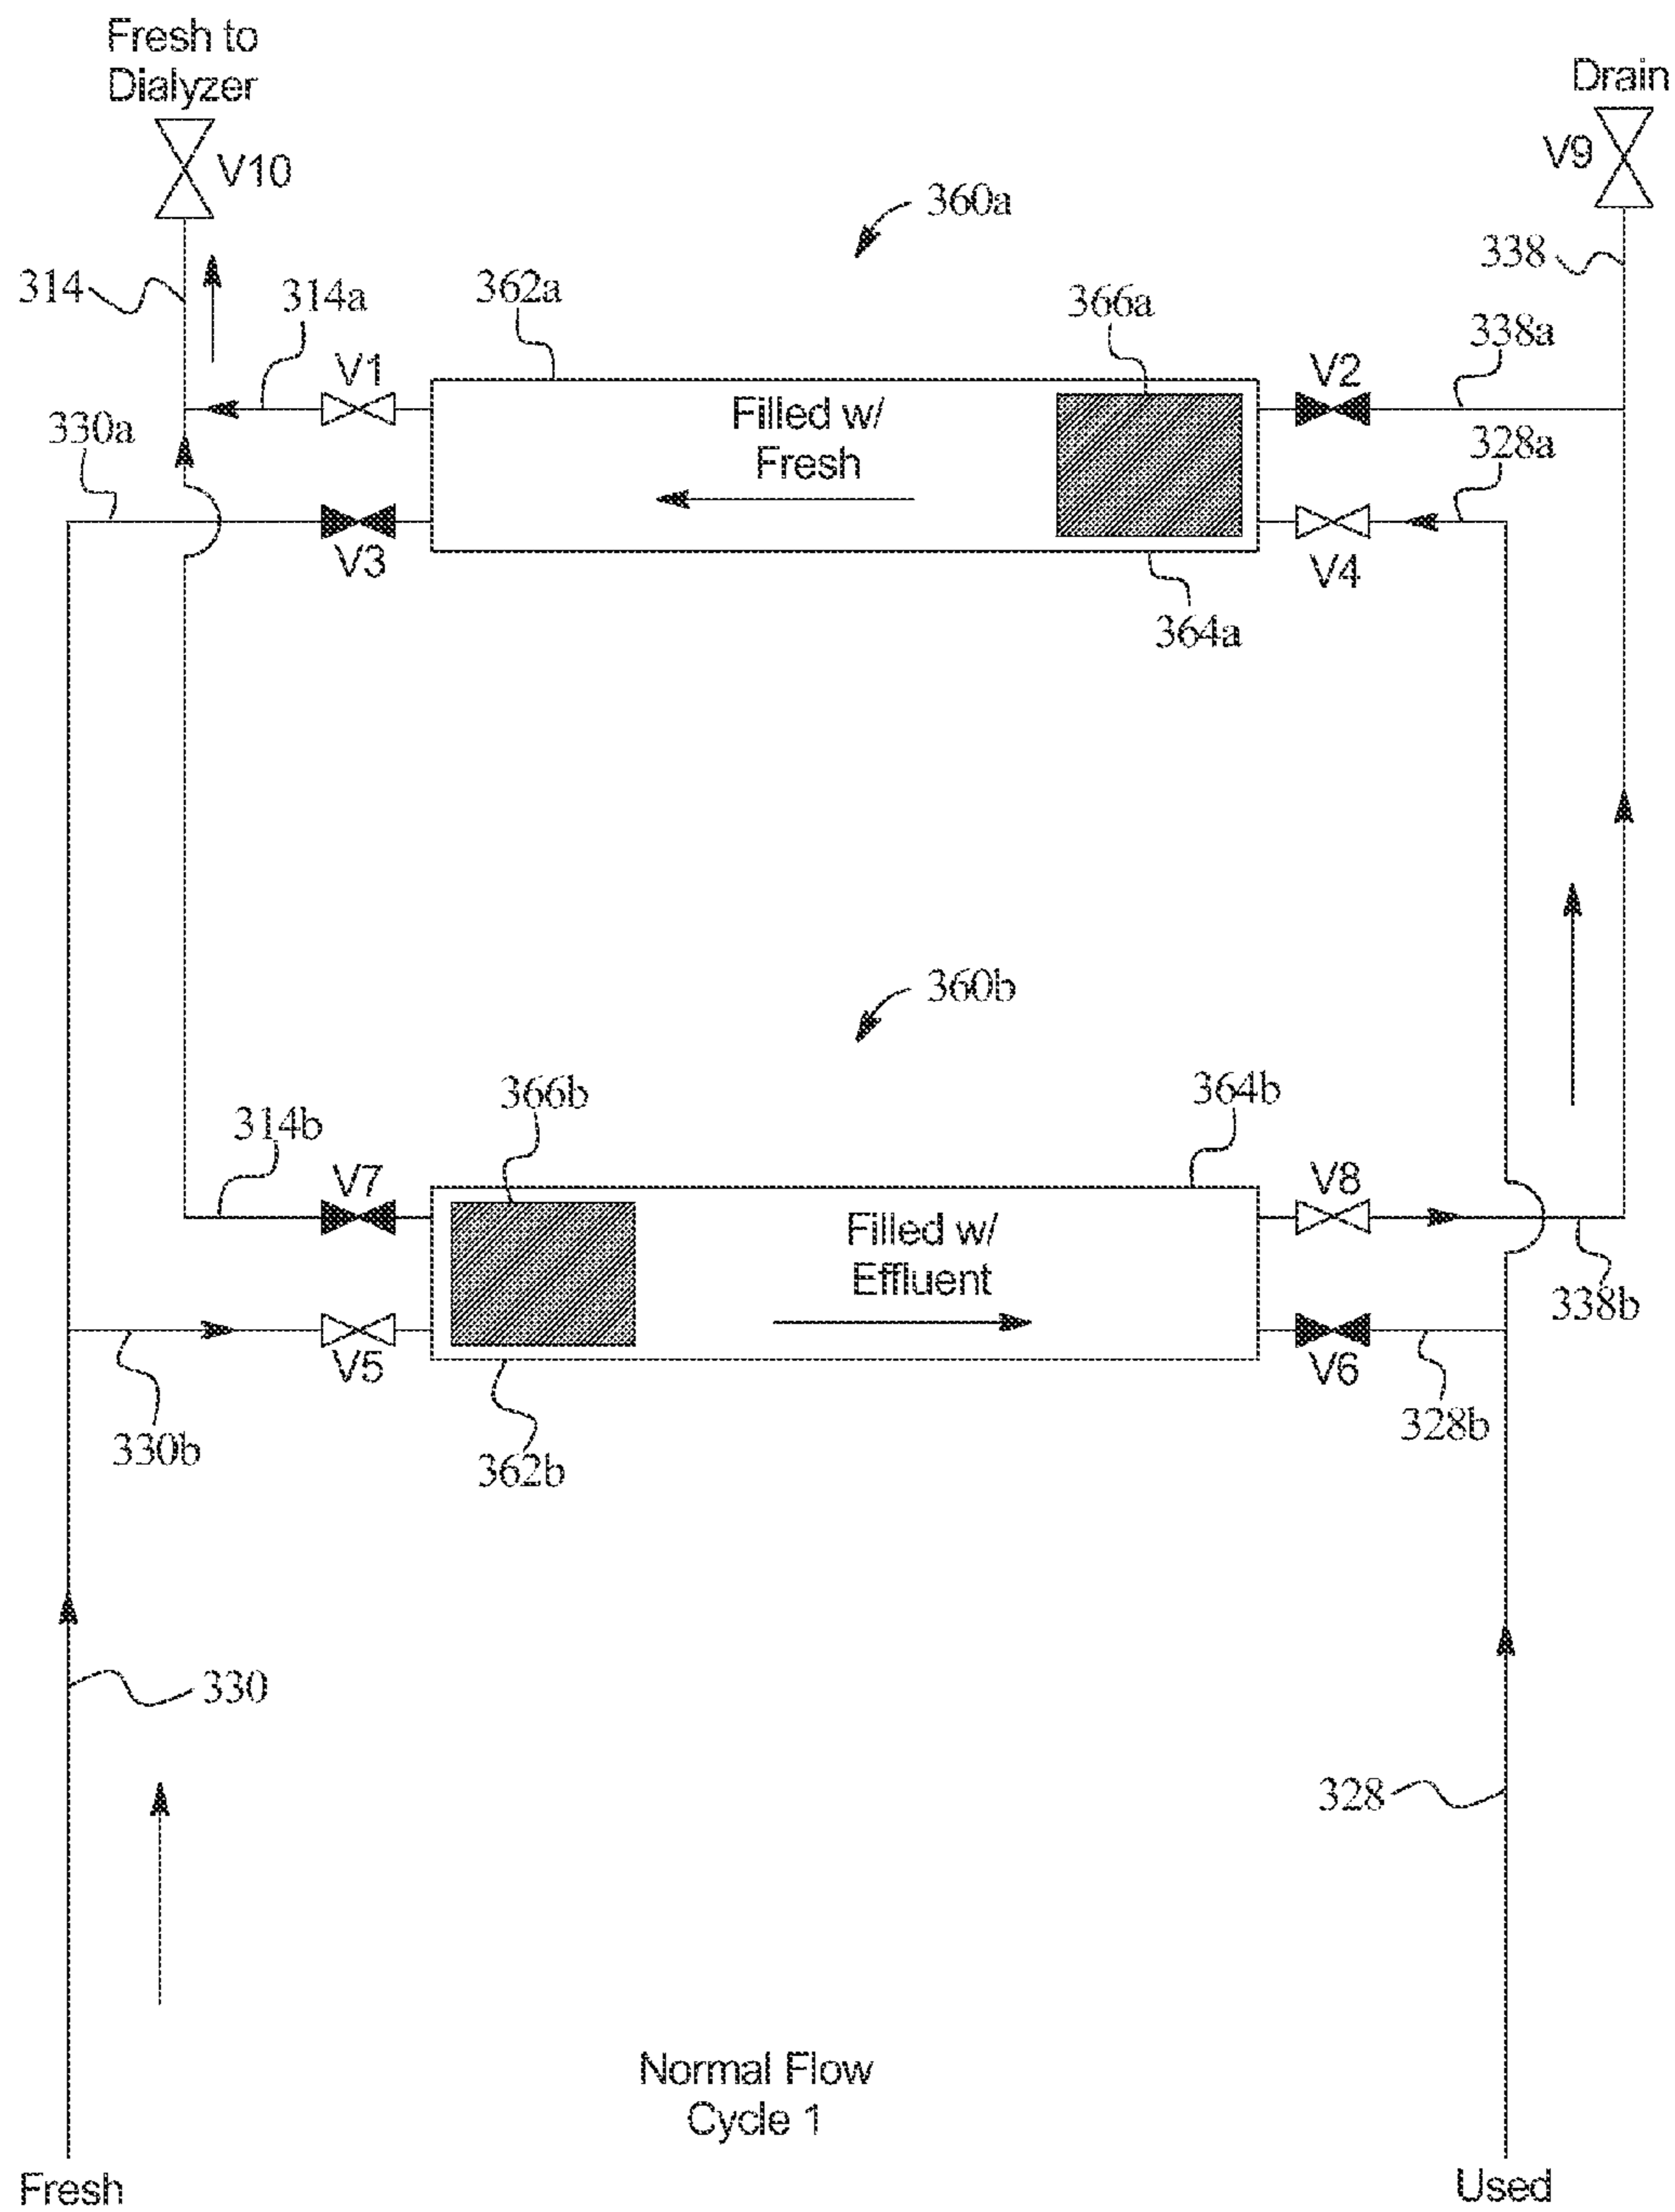 Fresh to
Dialyzer
Drain
V10
V9
360a
338
314
314a
362a
366a
338a
V1
V2
330a
Filled w/
Fresh
328a
V3
V4
364a
360b
366b
364b
314b
V7
V8
Filled w/
Effluent
338b
V5
V6
330b
362b
328b
330
328
Normal Flow
Cycle 1
Fresh
Used